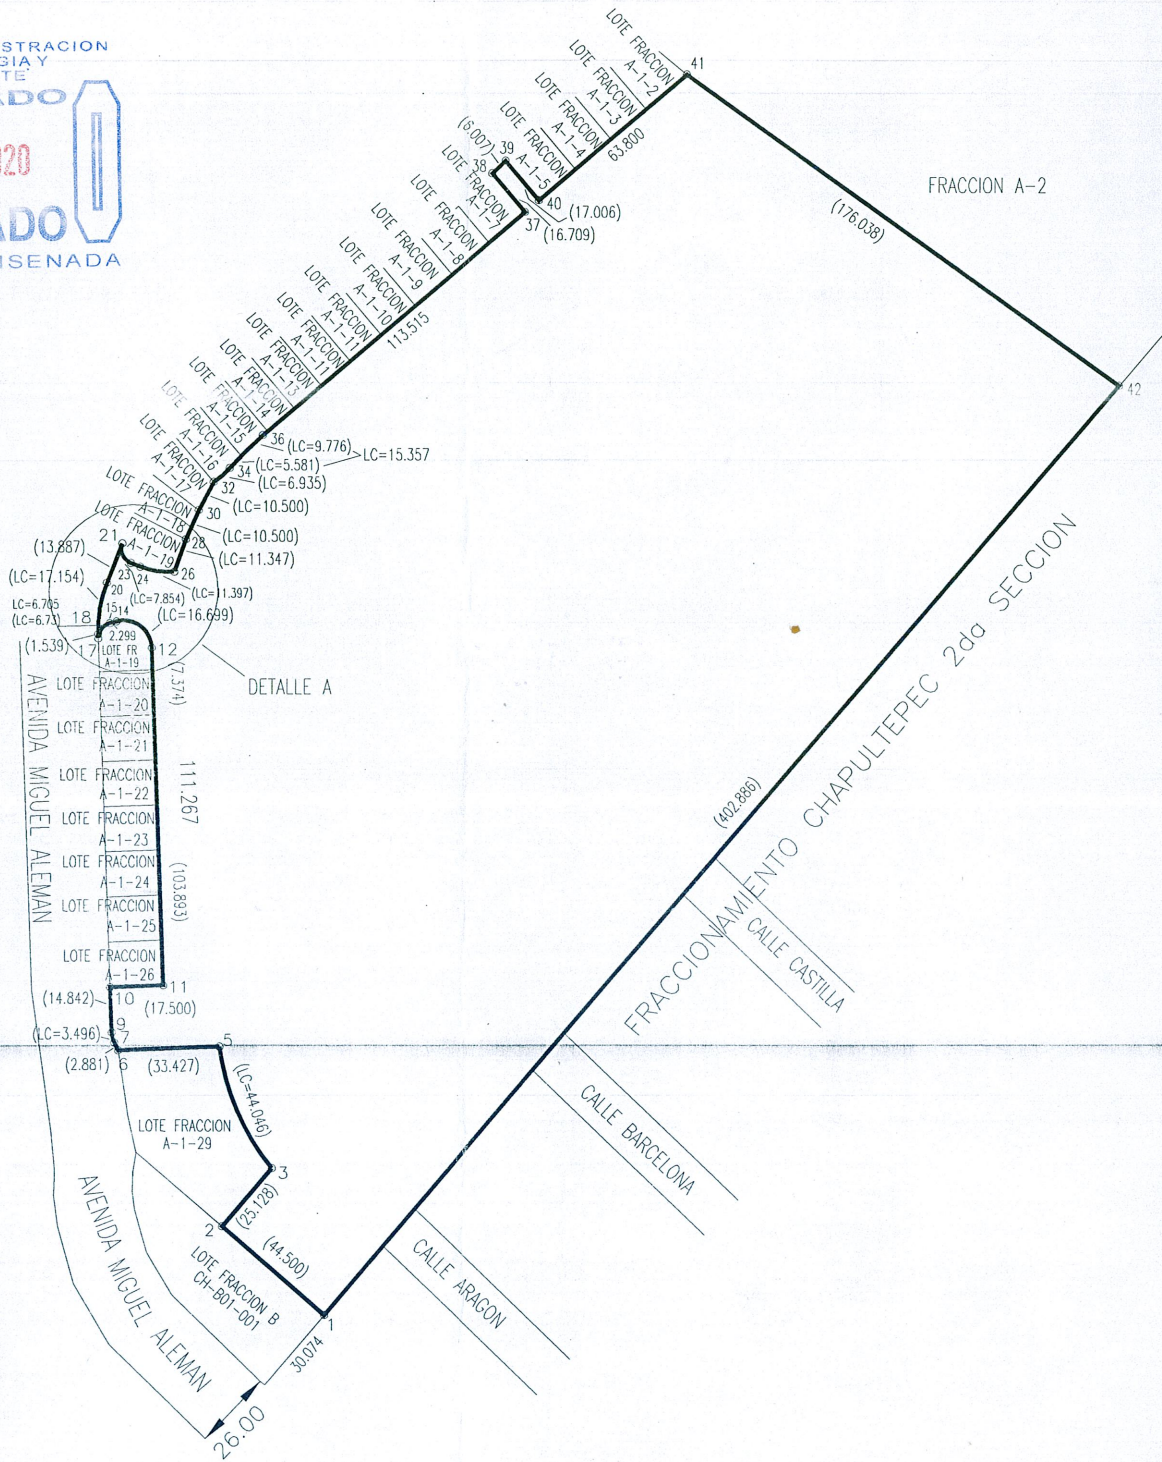 STRACION
GIA Y
TE
ADO
20
ADO
NSENADA
LOTE FRACCION
A-1-2
41
LOTE FRACCION
A-1-3
LOTE FRACCION
A-1-4
63.800
LOTE FRACCION
A-1-5
(6.007)
39
38
40
37
(17.006)
(16.709)
FRACCION A-2
(176.038)
42
LOTE FRACCION
A-1-7
LOTE FRACCION
A-1-8
LOTE FRACCION
A-1-9
LOTE FRACCION
A-1-10
113.515
LOTE FRACCION
A-1-11
LOTE FRACCION
A-1-11
LOTE FRACCION
A-1-13
LOTE FRACCION
A-1-14
LOTE FRACCION
A-1-15
LOTE FRACCION
A-1-16
LOTE FRACCION
A-1-17
LOTE FRACCION
A-1-18
LOTE FRACCION
A-1-19
36
(LC=9.776)
LC=15.357
34
(LC=5.581)
32
(LC=6.935)
(LC=10.500)
30
(LC=10.500)
28
(LC=11.347)
21
26
(13.887)
23
24
(LC=11.397)
(LC=17.154)
20
(LC=7.854)
LC=6.705
(LC=6.73)
18
15
14
(LC=16.699)
2.299
(1.539)
17
12
LOTE FR
A-1-19
(7.374)
DETALLE A
LOTE FRACCION
A-1-20
LOTE FRACCION
A-1-21
LOTE FRACCION
A-1-22
LOTE FRACCION
A-1-23
LOTE FRACCION
A-1-24
LOTE FRACCION
A-1-25
LOTE FRACCION
A-1-26
111.267
(103.893)
AVENIDA MIGUEL ALEMAN
(14.842)
10
11
(17.500)
9
(LC=3.496)
7
(2.881)
6
(33.427)
5
(LC=44.046)
LOTE FRACCION
A-1-29
3
(25.128)
2
(44.500)
LOTE FRACCION B
CH-B01-001
1
30.074
AVENIDA MIGUEL ALEMAN
26.00
(402.886)
FRACCIONAMIENTO CHAPULTEPEC 2da SECCION
CALLE CASTILLA
CALLE BARCELONA
CALLE ARAGON